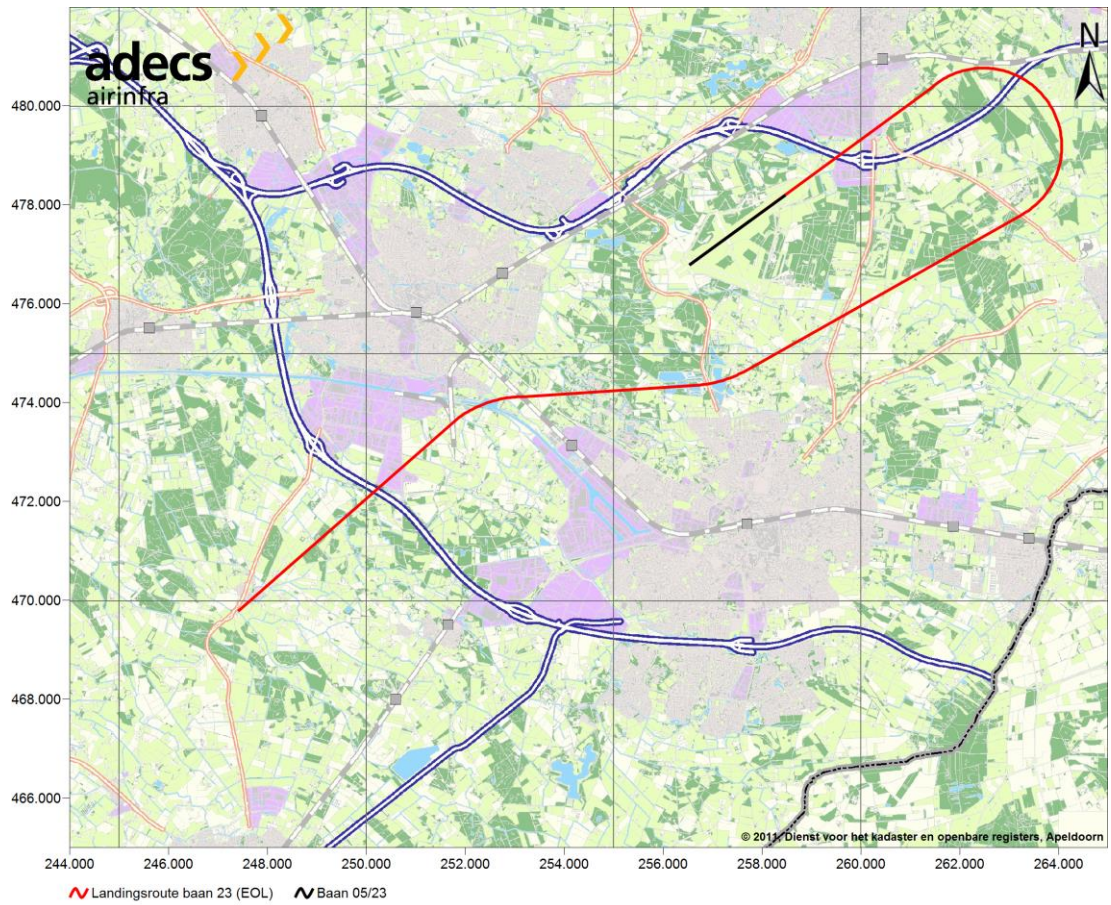 adecs
airinfra
N
480.000
478.000
476.000
474.000
472.000
470.000
468.000
466.000
© 2011, Dienst voor het kadaster en openbare registers, Apeldoorn
244.000 246.000 248.000 250.000 252.000 254.000 256.000 258.000 260.000 262.000 264.000
Landingsroute baan 23 (EOL) Baan 05/23